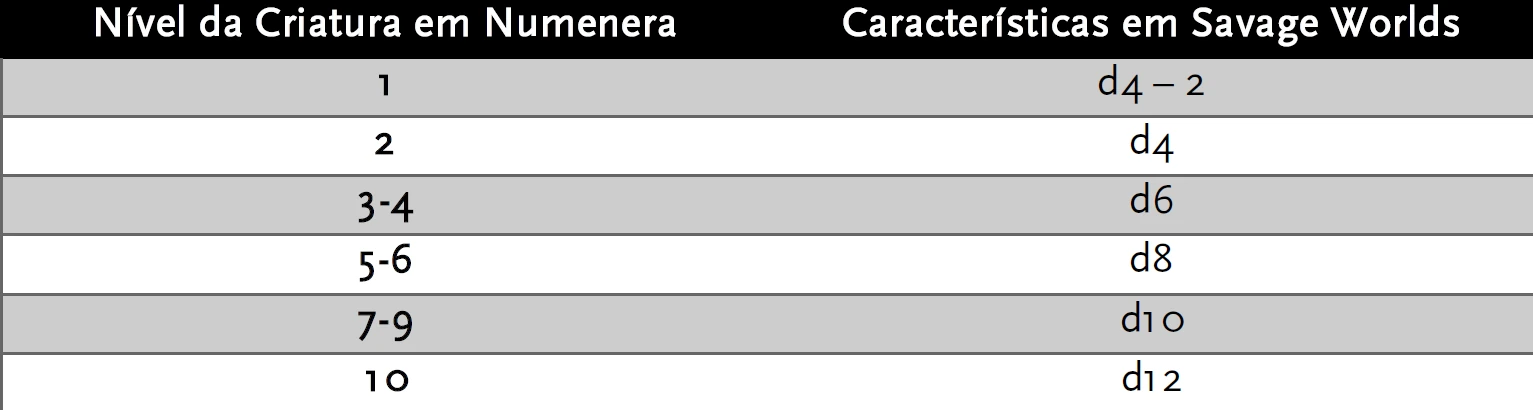 Nível da Criatura em Numenera Características em Savage Worlds
1 d4 – 2
2 d4
3-4 d6
5-6 d8
7-9 d10
10 d12